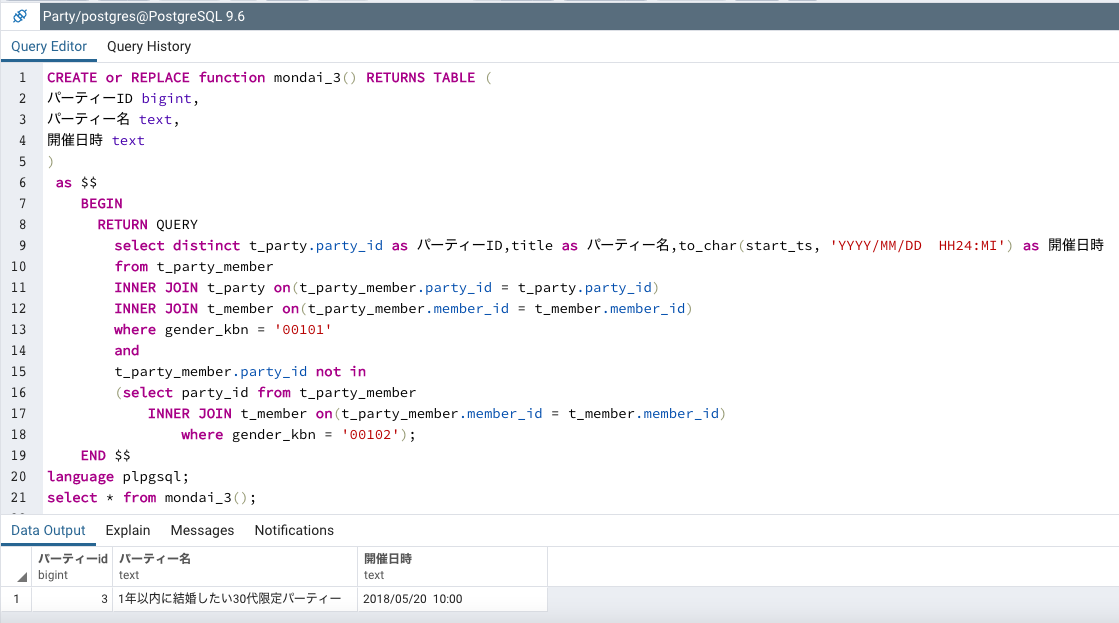 Party/postgres@PostgreSQL 9.6
Query Editor Query History
1 CREATE or REPLACE function mondai_3() RETURNS TABLE (
2 パーティーID bigint,
3 パーティー名 text,
4 開催日時 text
5 )
6 as $$
7 BEGIN
8 RETURN QUERY
9 select distinct t_party.party_id as パーティーID,title as パーティー名,to_char(start_ts, 'YYYY/MM/DD  HH24:MI') as 開催日時
10 from t_party_member
11 INNER JOIN t_party on(t_party_member.party_id = t_party.party_id)
12 INNER JOIN t_member on(t_party_member.member_id = t_member.member_id)
13 where gender_kbn = '00101'
14 and
15 t_party_member.party_id not in
16 (select party_id from t_party_member
17 INNER JOIN t_member on(t_party_member.member_id = t_member.member_id)
18 where gender_kbn = '00102');
19 END $$
20 language plpgsql;
21 select * from mondai_3();
Data Output Explain Messages Notifications
パーティーid パーティー名 開催日時
bigint text text
1 3 1年以内に結婚したい30代限定パーティー 2018/05/20  10:00